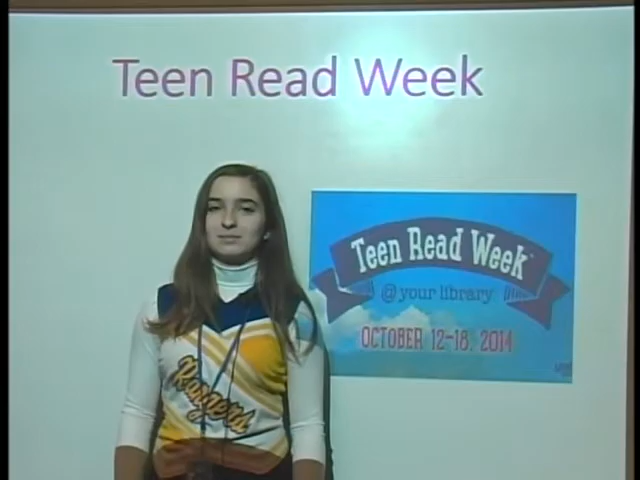 Teen Read Week
Teen Read Week
@ your library
OCTOBER 12-18, 2014
Rangers